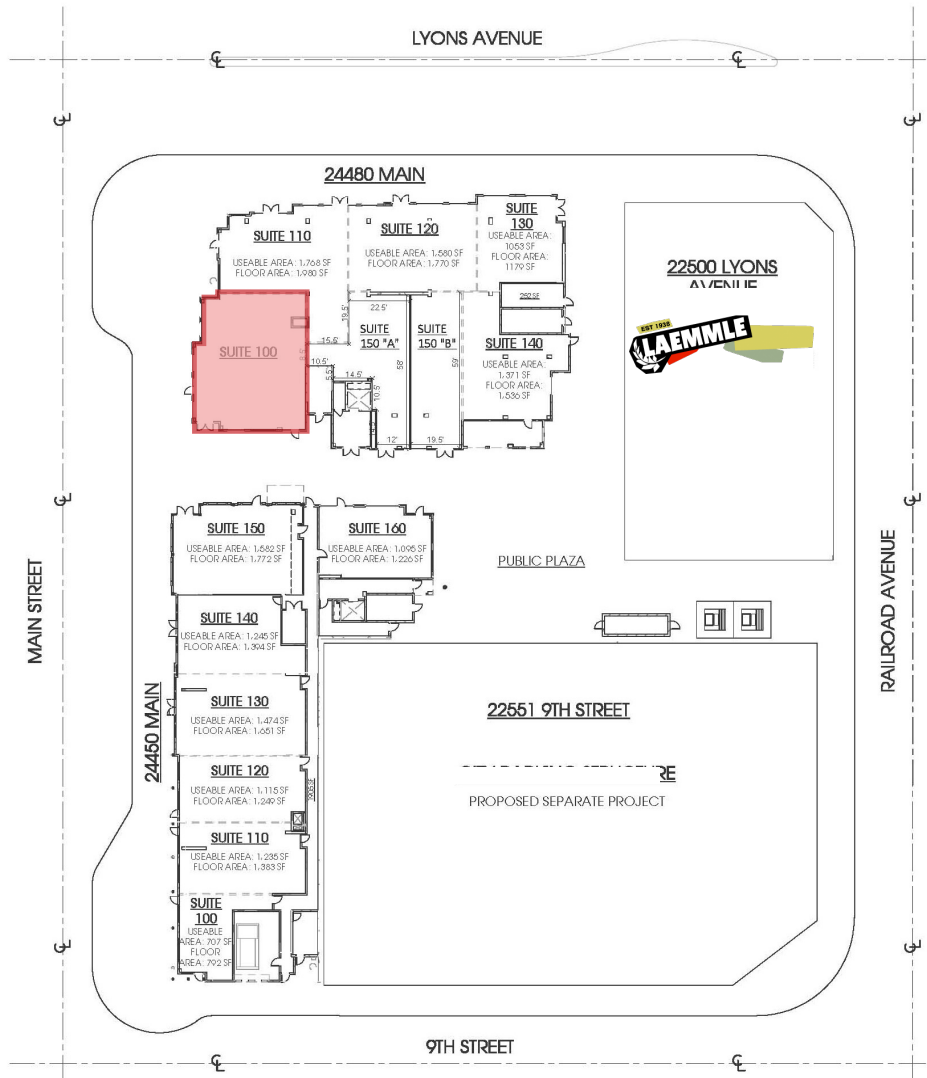 LYONS AVENUE
24480 MAIN
SUITE 110
USEABLE AREA: 1,768 SF
FLOOR AREA: 1,980 SF
SUITE 120
USEABLE AREA: 1,580 SF
FLOOR AREA: 1,770 SF
SUITE
130
USEABLE
AREA:
1053 SF
FLOOR
AREA:
1179 SF
252 SF
SUITE 100
22.5'
19.5'
15.6'
10.5'
5.5'
14.5'
10.5'
58'
59'
12'
19.5'
SUITE
150 "A"
SUITE
150 "B"
SUITE 140
USEABLE
AREA:
1,371 SF
FLOOR
AREA:
1,536 SF
22500 LYONS
AVENUE
EST 1938
LAEMMLE
SUITE 150
USEABLE AREA: 1,582 SF
FLOOR AREA: 1,772 SF
SUITE 160
USEABLE AREA: 1,095 SF
FLOOR AREA: 1,226 SF
PUBLIC PLAZA
SUITE 140
USEABLE AREA: 1,245 SF
FLOOR AREA: 1,394 SF
SUITE 130
USEABLE AREA: 1,474 SF
FLOOR AREA: 1,651 SF
SUITE 120
USEABLE AREA: 1,115 SF
FLOOR AREA: 1,249 SF
SUITE 110
USEABLE AREA: 1,235 SF
FLOOR AREA: 1,383 SF
SUITE
100
USEABLE
AREA: 707 SF
FLOOR
AREA: 792 SF
24450 MAIN
22551 9TH STREET
PROPOSED SEPARATE PROJECT
MAIN STREET
RAILROAD AVENUE
9TH STREET